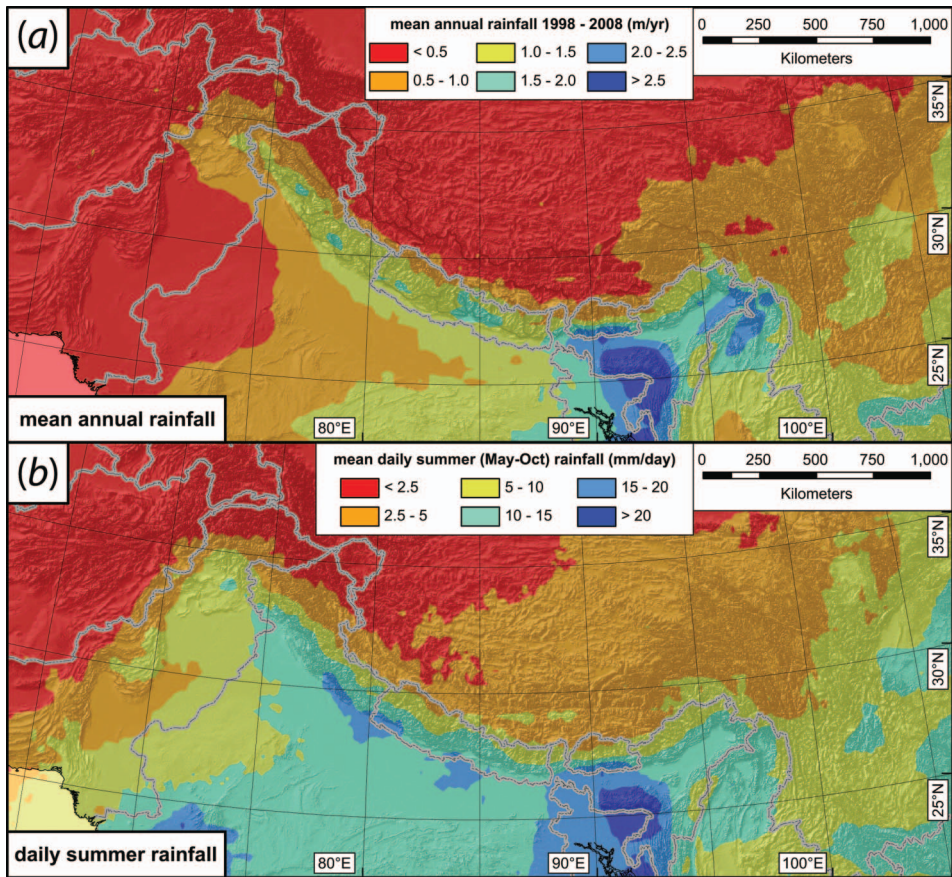 (a)
mean annual rainfall 1998 - 2008 (m/yr)
< 0.5
1.0 - 1.5
2.0 - 2.5
0.5 - 1.0
1.5 - 2.0
> 2.5
0 250 500 750 1,000
Kilometers
35°N
30°N
25°N
mean annual rainfall
80°E
90°E
100°E
(b)
mean daily summer (May-Oct) rainfall (mm/day)
< 2.5
5 - 10
15 - 20
2.5 - 5
10 - 15
> 20
0 250 500 750 1,000
Kilometers
35°N
30°N
25°N
daily summer rainfall
80°E
90°E
100°E